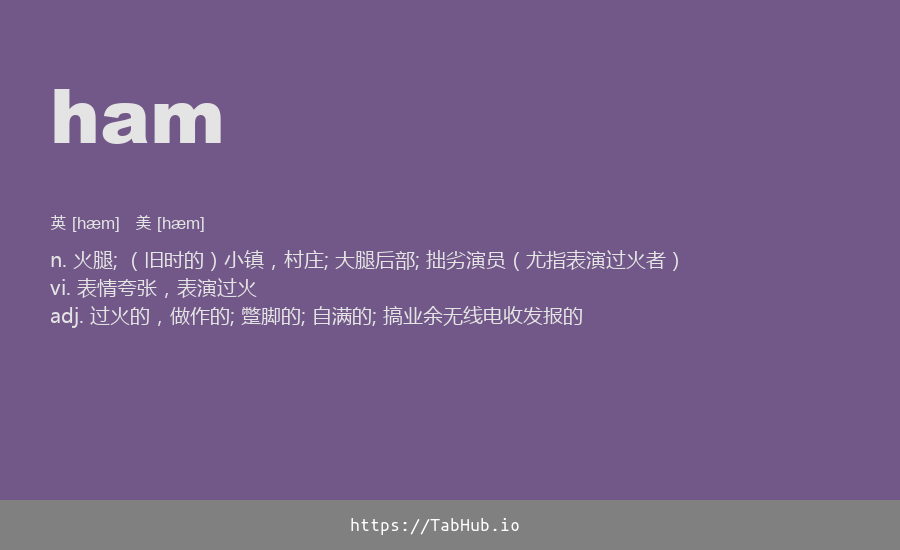 ham
英 [hæm]   美 [hæm]
n. 火腿; （旧时的）小镇，村庄; 大腿后部; 拙劣演员（尤指表演过火者）
vi. 表情夸张，表演过火
adj. 过火的，做作的; 蹩脚的; 自满的; 搞业余无线电收发报的
https://TabHub.io